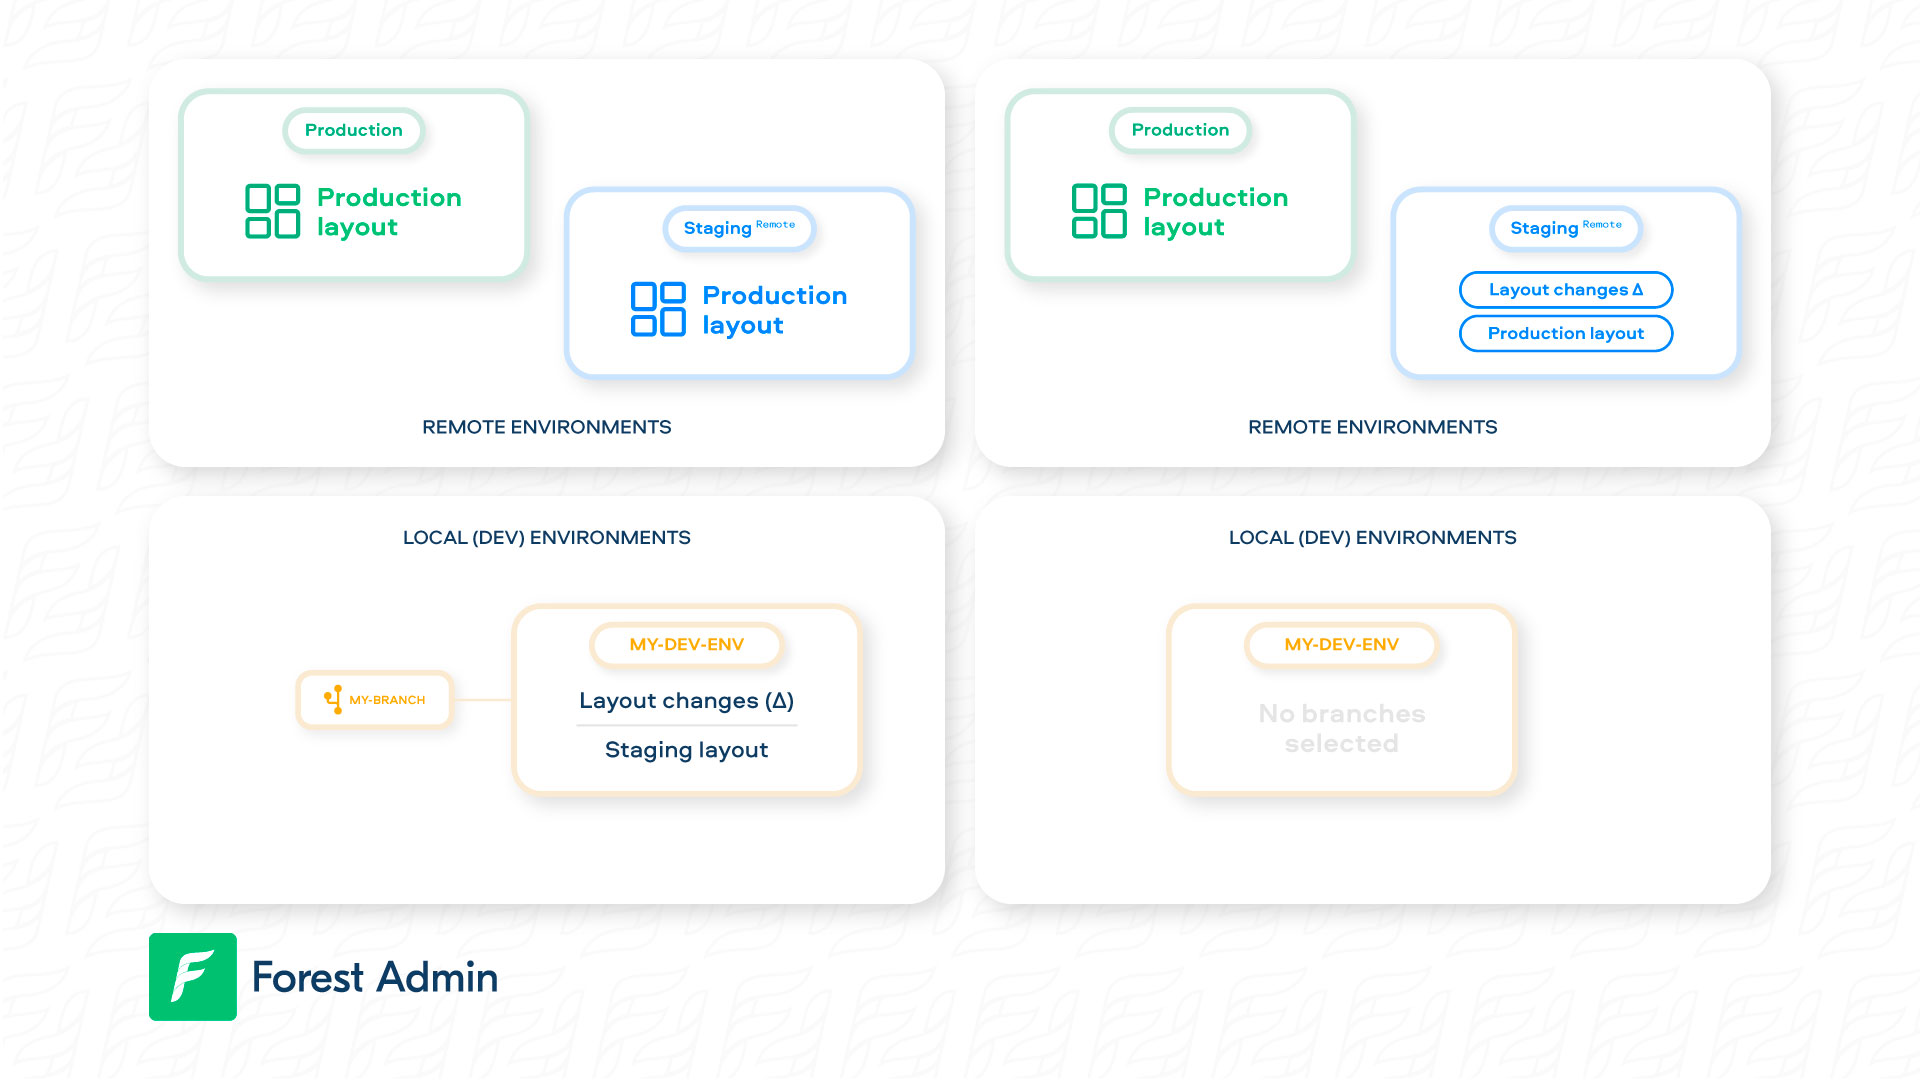 Production
Production
layout
Staging Remote
Production
layout
REMOTE ENVIRONMENTS
Production
Production
layout
Staging Remote
Layout changes Δ
Production layout
REMOTE ENVIRONMENTS
LOCAL (DEV) ENVIRONMENTS
MY-BRANCH
MY-DEV-ENV
Layout changes (Δ)
Staging layout
LOCAL (DEV) ENVIRONMENTS
MY-DEV-ENV
No branches
selected
Forest Admin